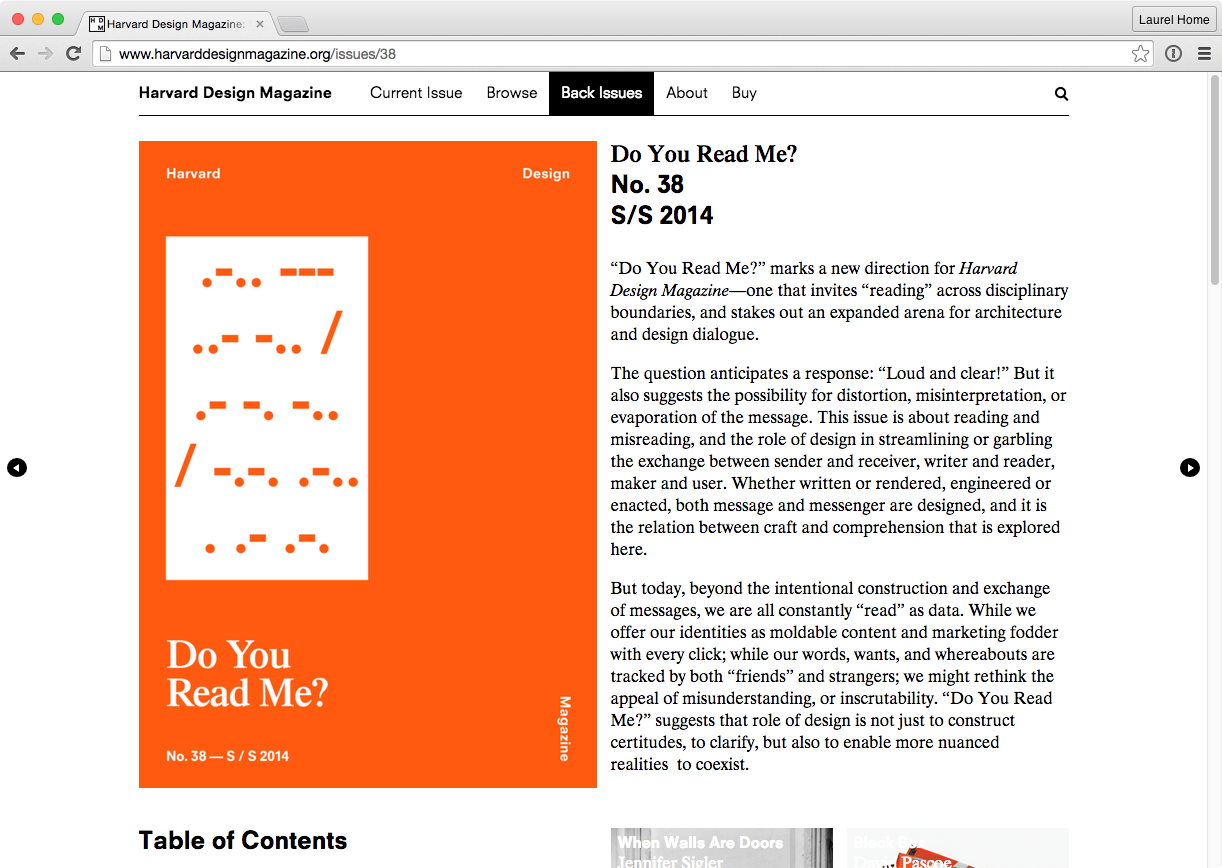 Harvard Design Magazine:
Laurel Home
www.harvarddesignmagazine.org/issues/38
Harvard Design Magazine
Current Issue
Browse
Back Issues
About
Buy
Harvard
Design
.-.. ---
..- -.. /
.- -. -..
/ -.-. .-..
. .- .-.
Do You
Read Me?
No. 38 — S / S 2014
Magazine
Do You Read Me?
No. 38
S/S 2014
“Do You Read Me?” marks a new direction for Harvard
Design Magazine—one that invites “reading” across disciplinary
boundaries, and stakes out an expanded arena for architecture
and design dialogue.
The question anticipates a response: “Loud and clear!” But it
also suggests the possibility for distortion, misinterpretation, or
evaporation of the message. This issue is about reading and
misreading, and the role of design in streamlining or garbling
the exchange between sender and receiver, writer and reader,
maker and user. Whether written or rendered, engineered or
enacted, both message and messenger are designed, and it is
the relation between craft and comprehension that is explored
here.
But today, beyond the intentional construction and exchange
of messages, we are all constantly “read” as data. While we
offer our identities as moldable content and marketing fodder
with every click; while our words, wants, and whereabouts are
tracked by both “friends” and strangers; we might rethink the
appeal of misunderstanding, or inscrutability. “Do You Read
Me?” suggests that role of design is not just to construct
certitudes, to clarify, but also to enable more nuanced
realities to coexist.
Table of Contents
When Walls Are Doors
Jennifer Sigler
Black
David Pascoe